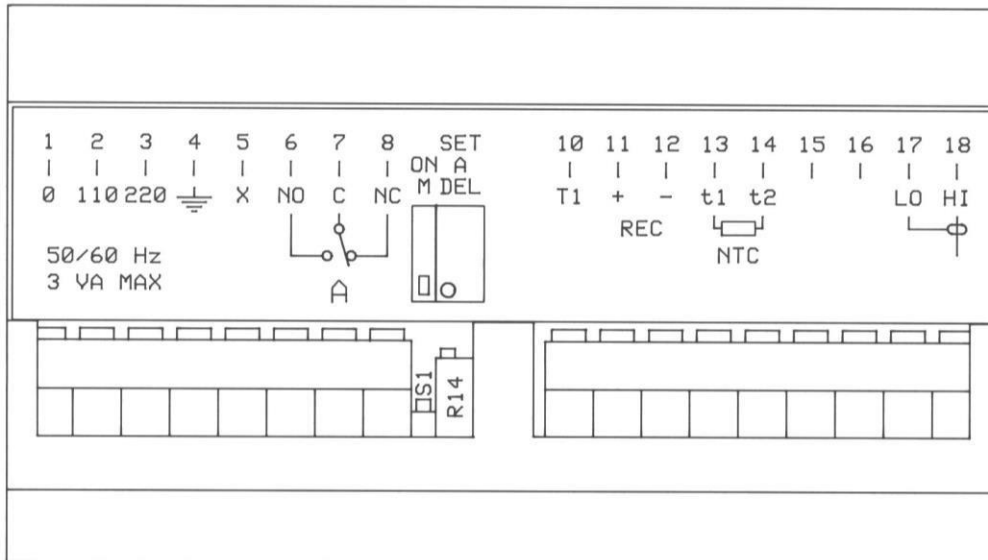 1 2 3 4 5 6 7 8 SET
ON A
0 110 220 X NO C NC M DEL
50/60 Hz
3 VA MAX
A
10 11 12 13 14 15 16 17 18
T1 + - t1 t2 LO HI
REC
NTC
S1
R14